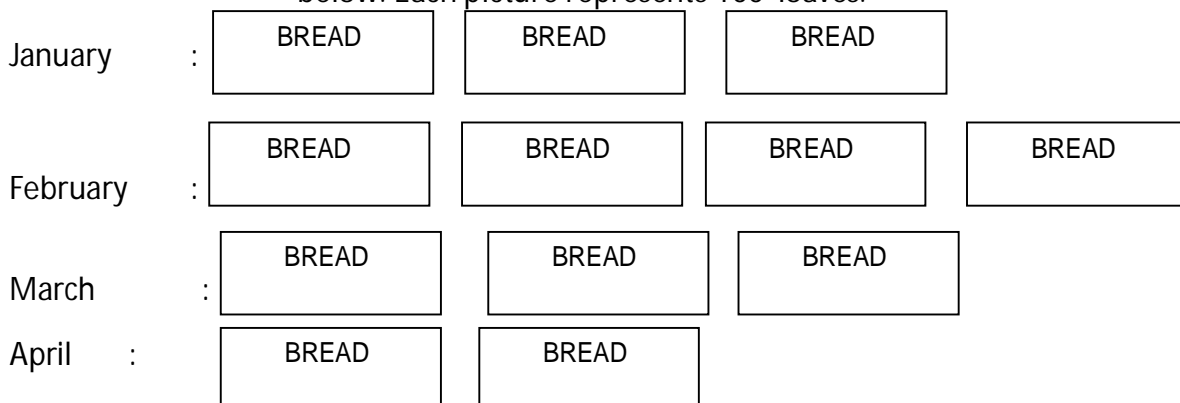 below. Each picture represents 100 loaves.
January : BREAD BREAD BREAD
February : BREAD BREAD BREAD BREAD
March : BREAD BREAD BREAD
April : BREAD BREAD